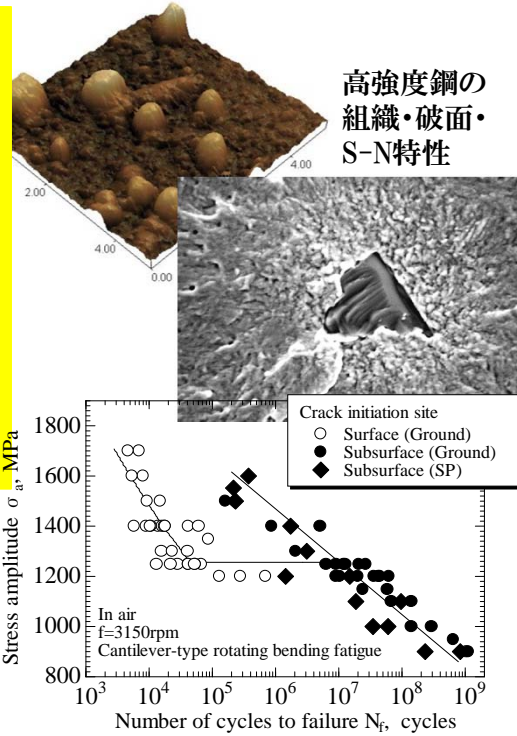 高強度鋼の
組織・破面・
S-N特性
2.00
4.00
0.00
4.00
Crack initiation site
Surface (Ground)
Subsurface (Ground)
Subsurface (SP)
Stress amplitude σa, MPa
1800
1600
1400
1200
1000
800
In air
f=3150rpm
Cantilever-type rotating bending fatigue
10³ 10⁴ 10⁵ 10⁶ 10⁷ 10⁸ 10⁹
Number of cycles to failure Nf, cycles